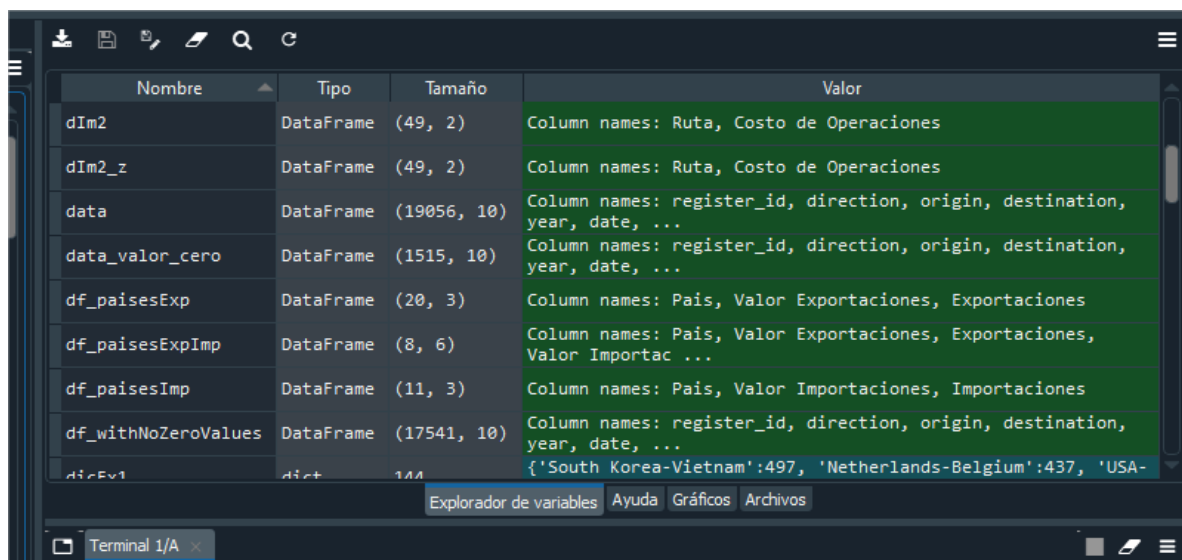 Nombre Tipo Tamaño Valor
dIm2 DataFrame (49, 2) Column names: Ruta, Costo de Operaciones
dIm2_z DataFrame (49, 2) Column names: Ruta, Costo de Operaciones
data DataFrame (19056, 10) Column names: register_id, direction, origin, destination,
year, date, ...
data_valor_cero DataFrame (1515, 10) Column names: register_id, direction, origin, destination,
year, date, ...
df_paisesExp DataFrame (20, 3) Column names: Pais, Valor Exportaciones, Exportaciones
df_paisesExpImp DataFrame (8, 6) Column names: Pais, Valor Exportaciones, Exportaciones,
Valor Importac ...
df_paisesImp DataFrame (11, 3) Column names: Pais, Valor Importaciones, Importaciones
df_withNoZeroValues DataFrame (17541, 10) Column names: register_id, direction, origin, destination,
year, date, ...
dicEx1 dict 144 {'South Korea-Vietnam':497, 'Netherlands-Belgium':437, 'USA-
Explorador de variables Ayuda Gráficos Archivos
Terminal 1/A